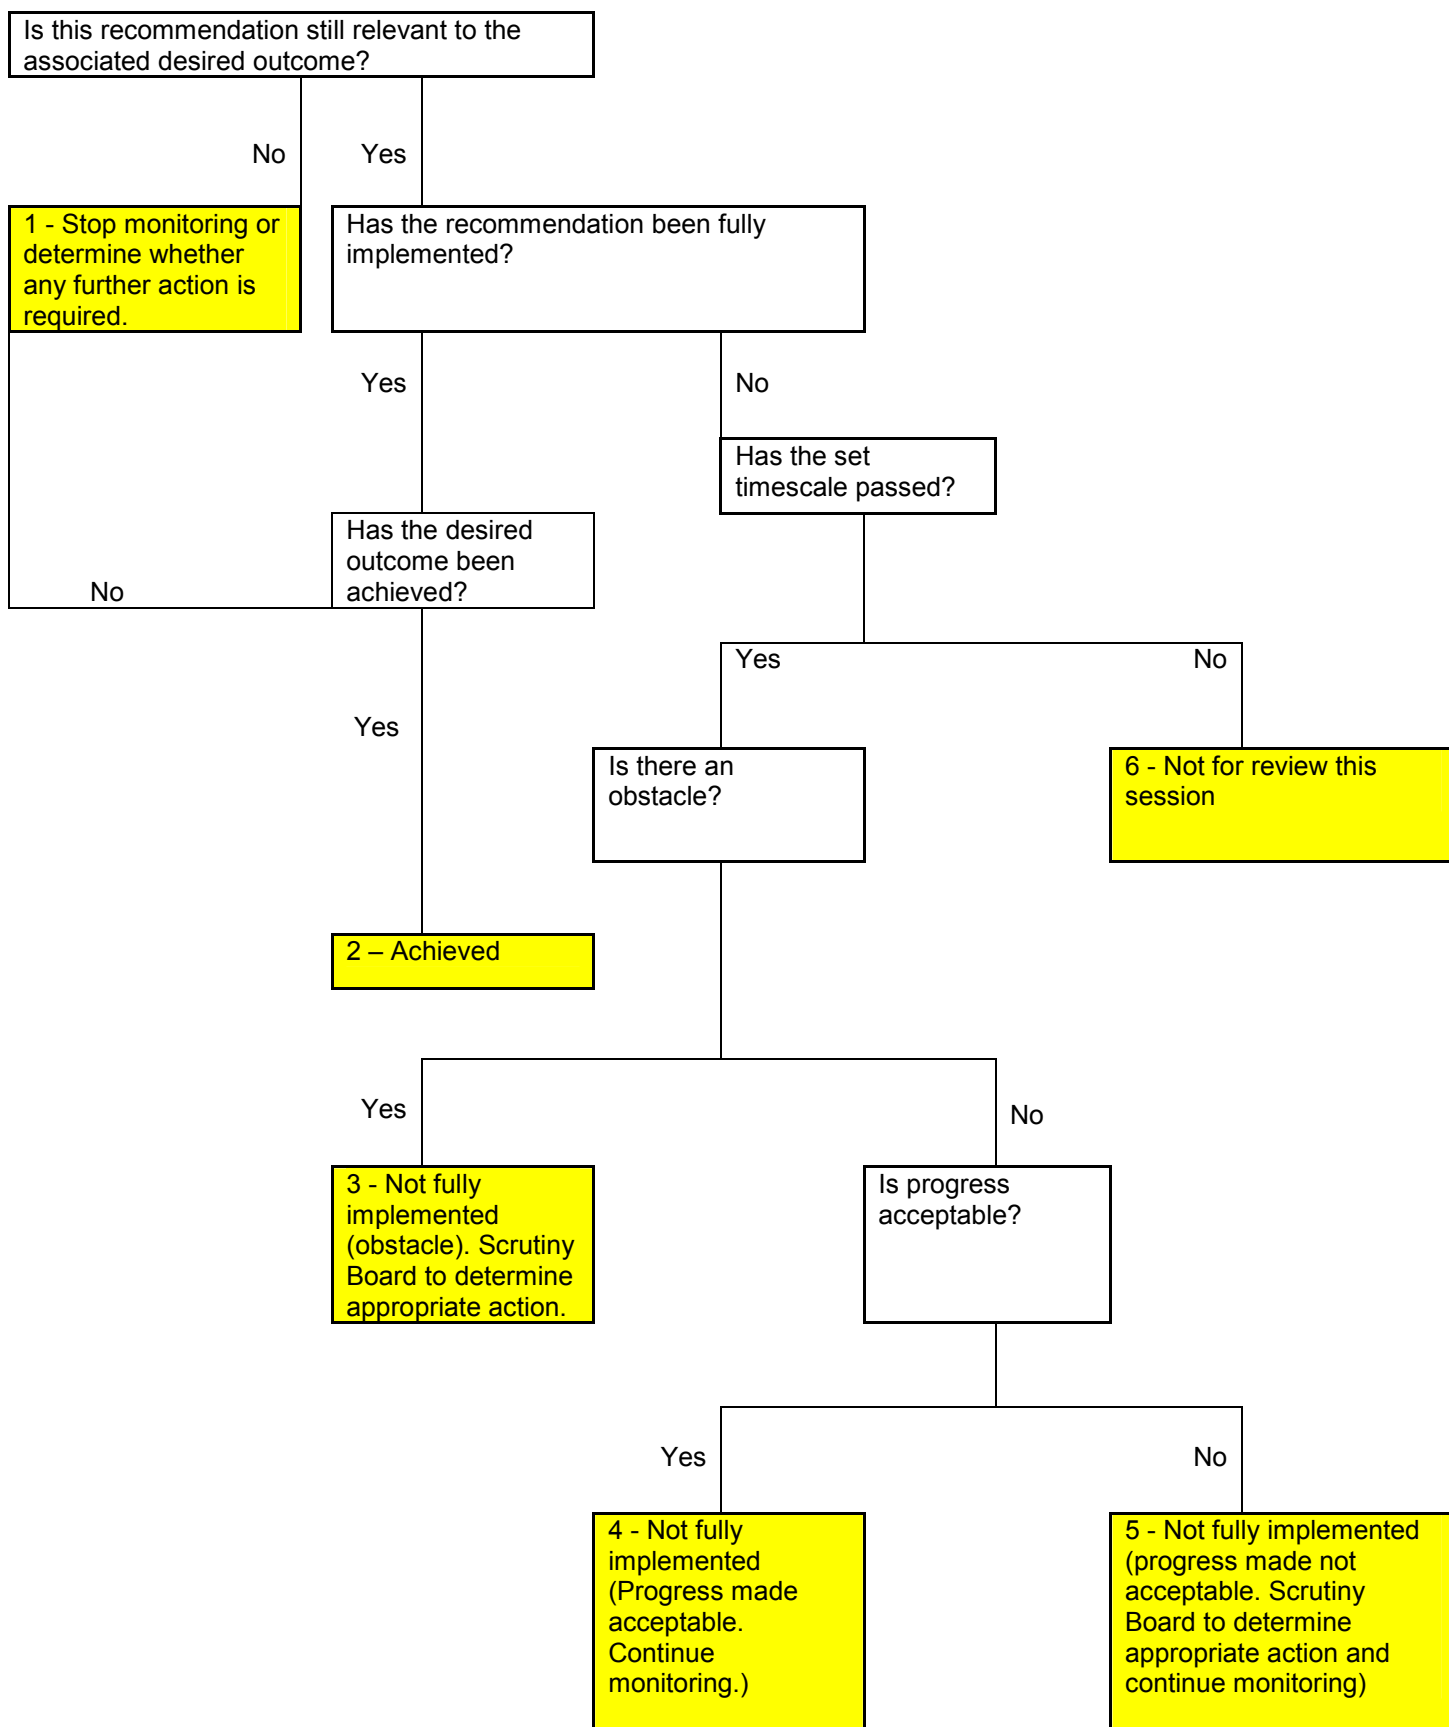 Is this recommendation still relevant to the
associated desired outcome?
No
Yes
1 - Stop monitoring or
determine whether
any further action is
required.
Has the recommendation been fully
implemented?
Yes
No
Has the set
timescale passed?
Has the desired
outcome been
achieved?
No
Yes
No
Yes
Is there an
obstacle?
6 - Not for review this
session
2 – Achieved
Yes
No
3 - Not fully
implemented
(obstacle). Scrutiny
Board to determine
appropriate action.
Is progress
acceptable?
Yes
No
4 - Not fully
implemented
(Progress made
acceptable.
Continue
monitoring.)
5 - Not fully implemented
(progress made not
acceptable. Scrutiny
Board to determine
appropriate action and
continue monitoring)